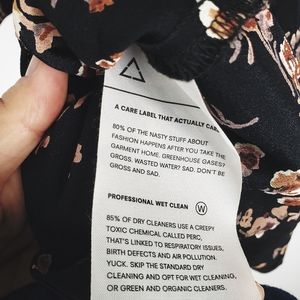 A CARE LABEL THAT ACTUALLY CARE
80% OF THE NASTY STUFF ABOUT
FASHION HAPPENS AFTER YOU TAKE THE
GARMENT HOME. GREENHOUSE GASES?
GROSS. WASTED WATER? SAD. DON'T BE
GROSS AND SAD.
PROFESSIONAL WET CLEAN W
85% OF DRY CLEANERS USE A CREEPY
TOXIC CHEMICAL CALLED PERC,
THAT'S LINKED TO RESPIRATORY ISSUES,
BIRTH DEFECTS AND AIR POLLUTION.
YUCK. SKIP THE STANDARD DRY
CLEANING AND OPT FOR WET CLEANING,
OR GREEN AND ORGANIC CLEANERS.